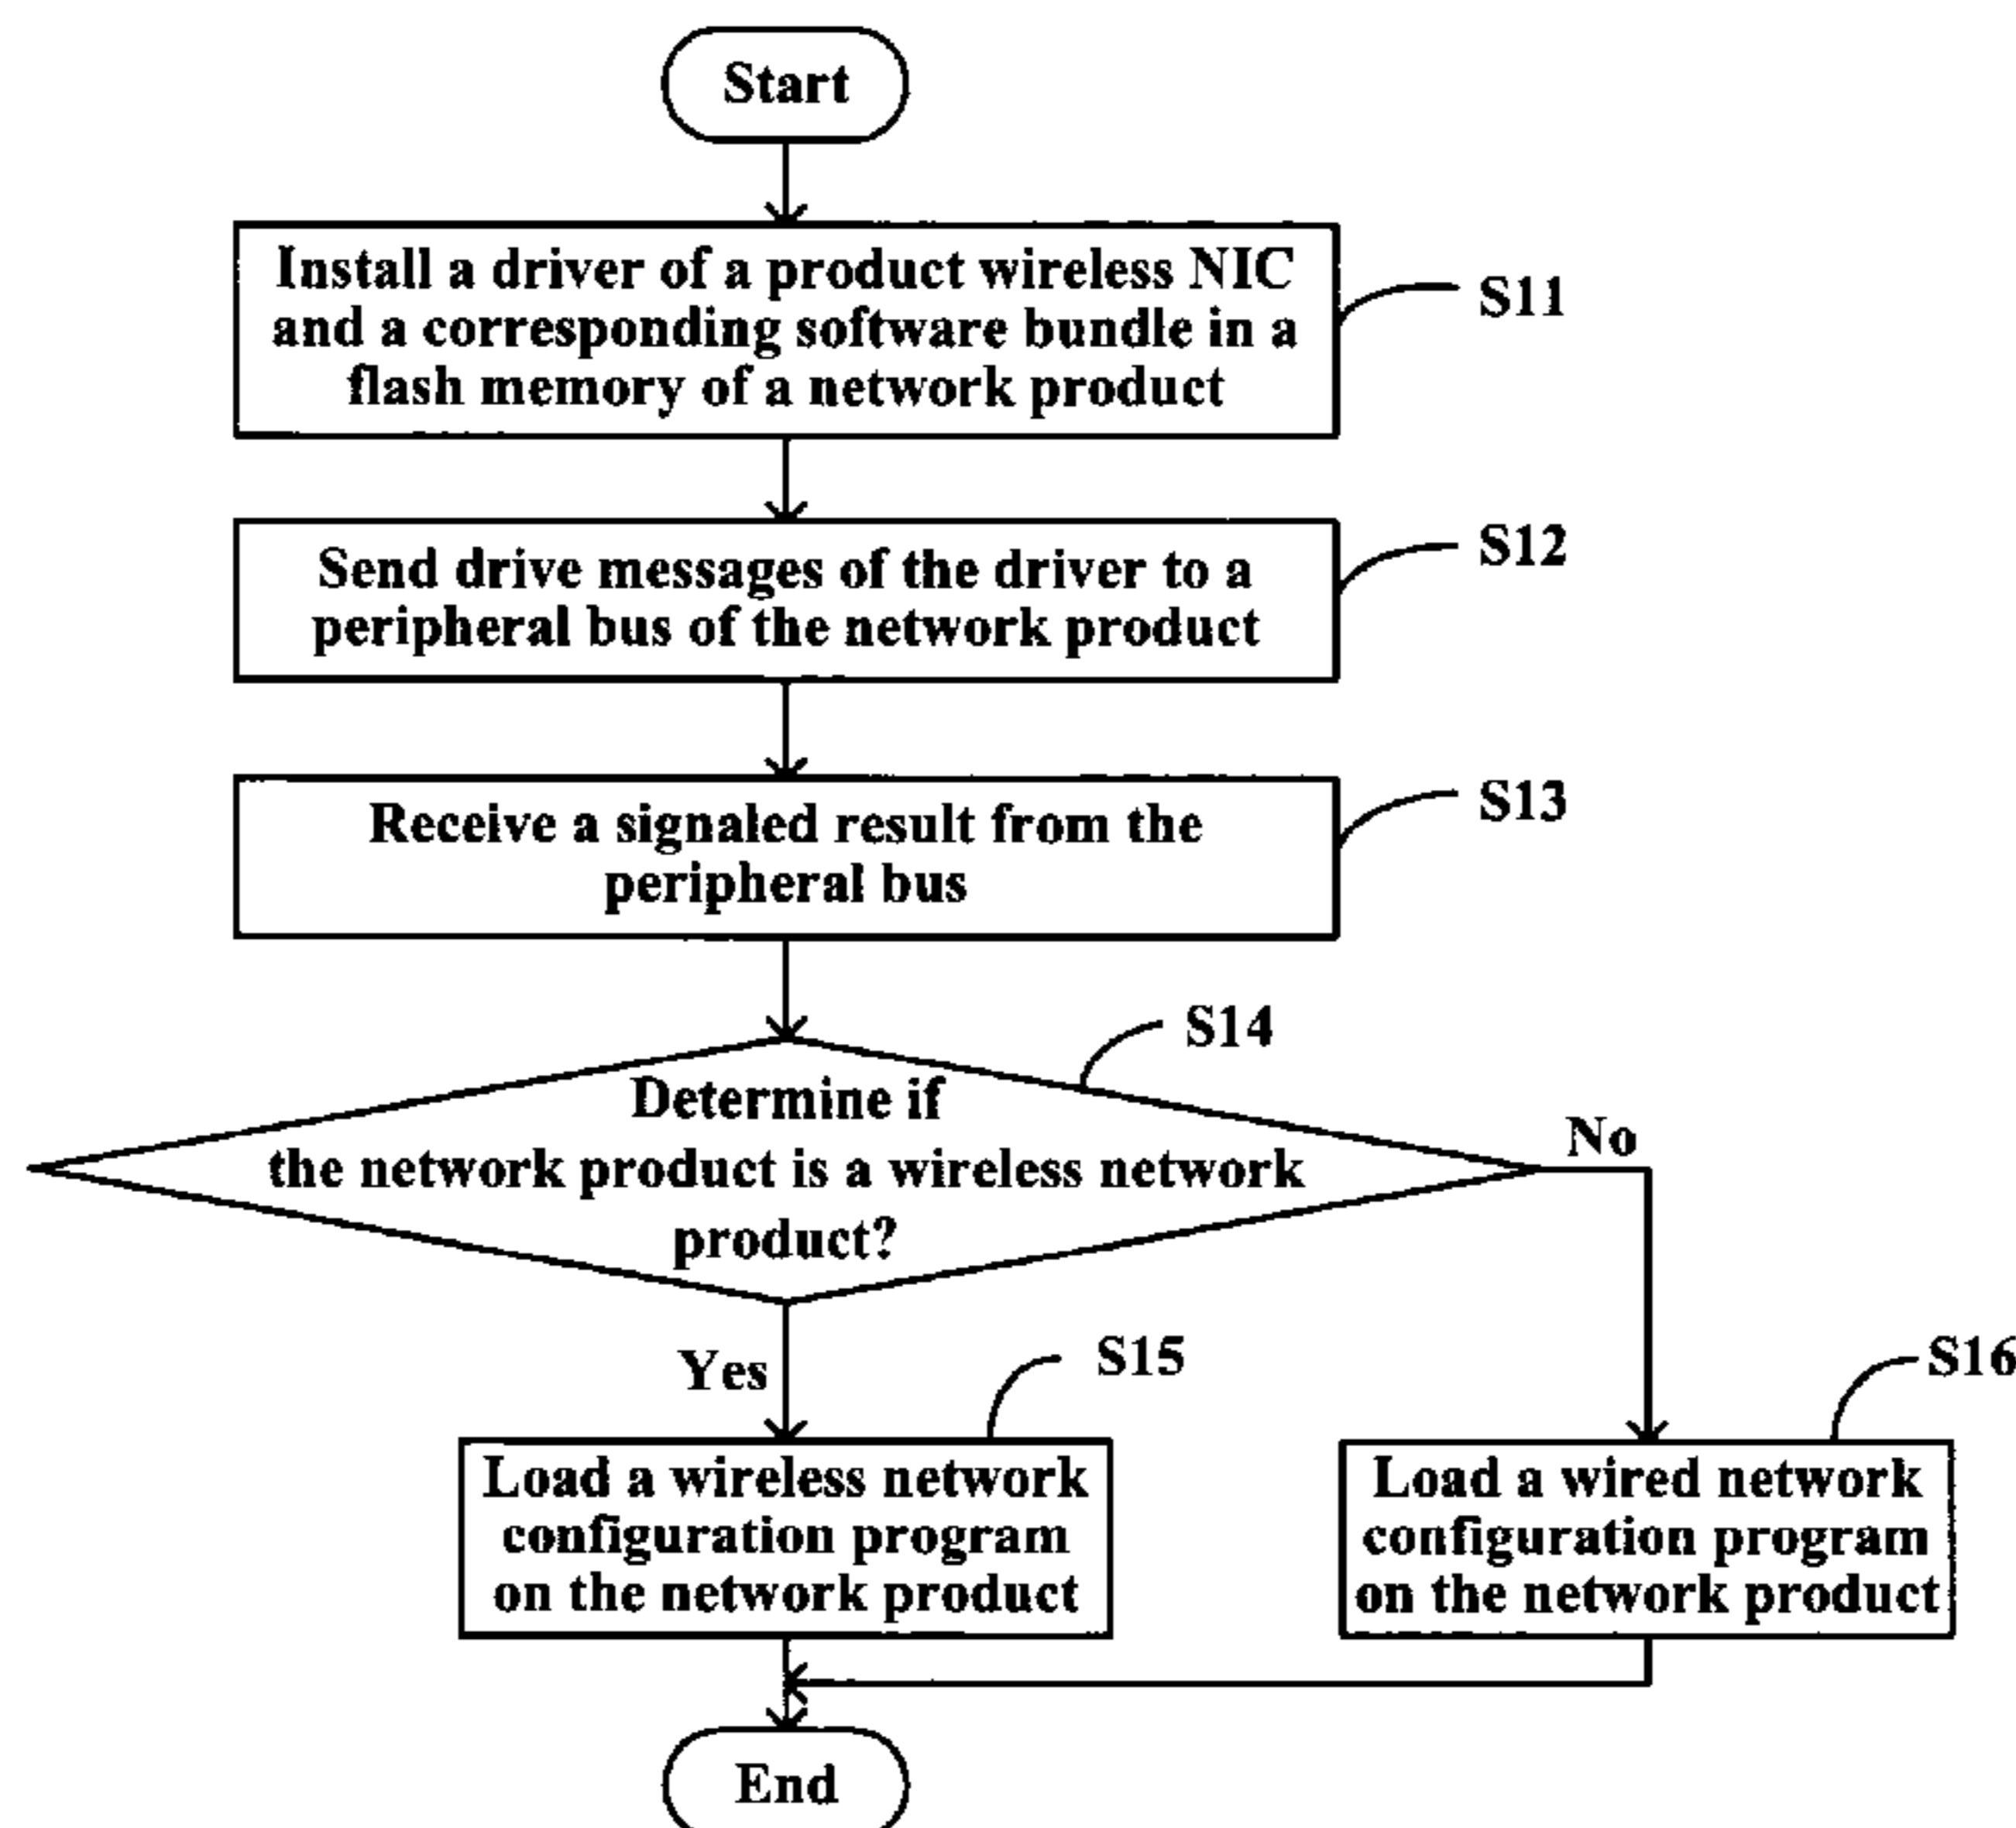 Start
Install a driver of a product wireless NIC
and a corresponding software bundle in a
flash memory of a network product
S11
Send drive messages of the driver to a
peripheral bus of the network product
S12
Receive a signaled result from the
peripheral bus
S13
S14
Determine if
the network product is a wireless network
product?
No
Yes
S15
S16
Load a wireless network
configuration program
on the network product
Load a wired network
configuration program
on the network product
End